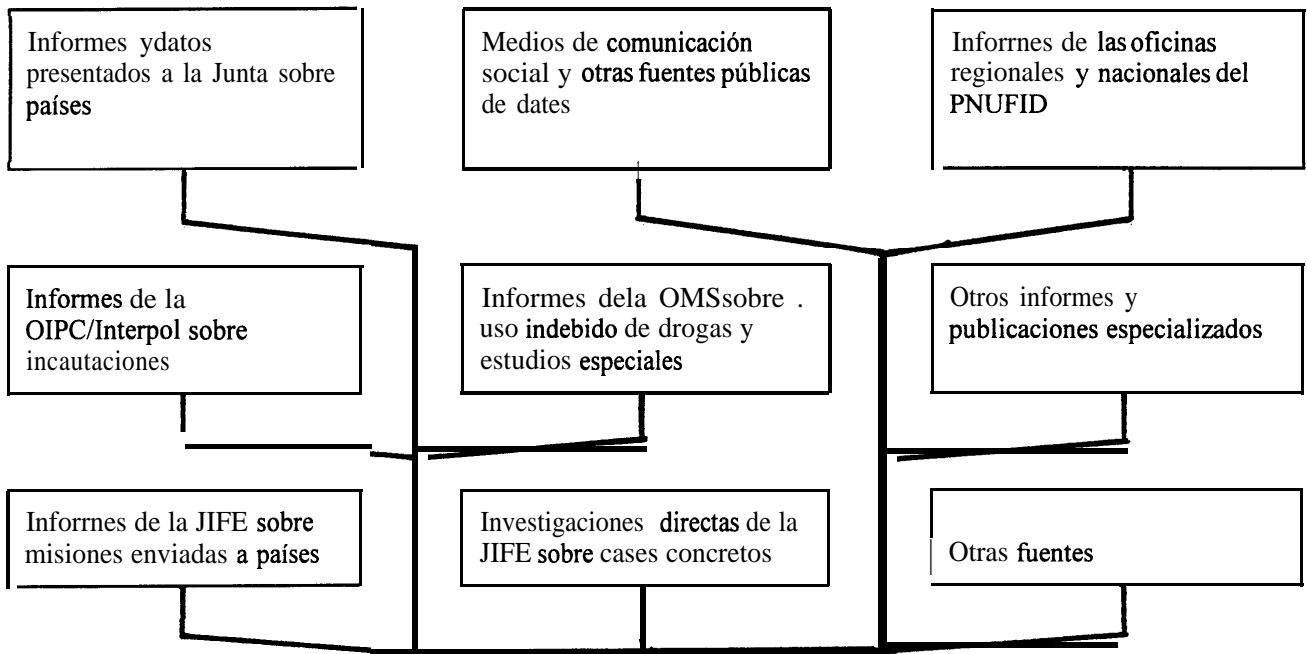 Informes ydatos
presentados a la Junta sobre
países
Medios de comunicación
social y otras fuentes públicas
de dates
Inforrnes de las oficinas
regionales y nacionales del
PNUFID
Informes de la
OIPC/Interpol sobre
incautaciones
Informes dela OMSsobre .
uso indebido de drogas y
estudios especiales
Otros informes y
publicaciones especializados
Inforrnes de la JIFE sobre
misiones enviadas a países
Investigaciones directas de la
JIFE sobre cases concretos
Otras fuentes